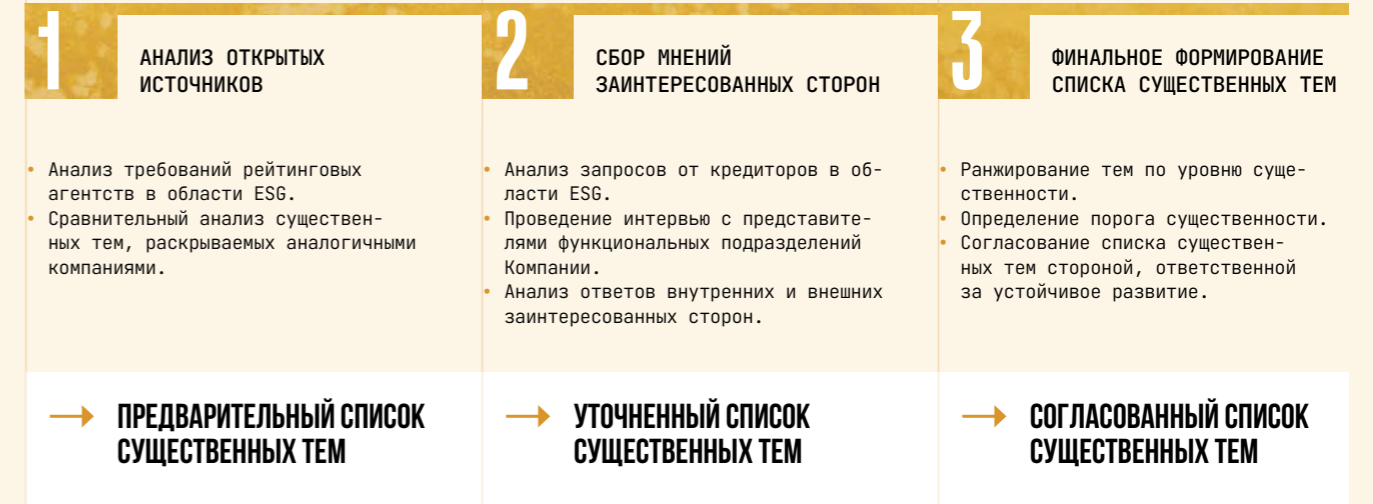 1
АНАЛИЗ ОТКРЫТЫХ
ИСТОЧНИКОВ
• Анализ требований рейтинговых
агентств в области ESG.
• Сравнительный анализ существен-
ных тем, раскрываемых аналогичными
компаниями.
→ ПРЕДВАРИТЕЛЬНЫЙ СПИСОК
СУЩЕСТВЕННЫХ ТЕМ
2
СБОР МНЕНИЙ
ЗАИНТЕРЕСОВАННЫХ СТОРОН
• Анализ запросов от кредиторов в об-
ласти ESG.
• Проведение интервью с представите-
лями функциональных подразделений
Компании.
• Анализ ответов внутренних и внешних
заинтересованных сторон.
→ УТОЧНЕННЫЙ СПИСОК
СУЩЕСТВЕННЫХ ТЕМ
3
ФИНАЛЬНОЕ ФОРМИРОВАНИЕ
СПИСКА СУЩЕСТВЕННЫХ ТЕМ
• Ранжирование тем по уровню суще-
ственности.
• Определение порога существенности.
• Согласование списка существен-
ных тем стороной, ответственной
за устойчивое развитие.
→ СОГЛАСОВАННЫЙ СПИСОК
СУЩЕСТВЕННЫХ ТЕМ